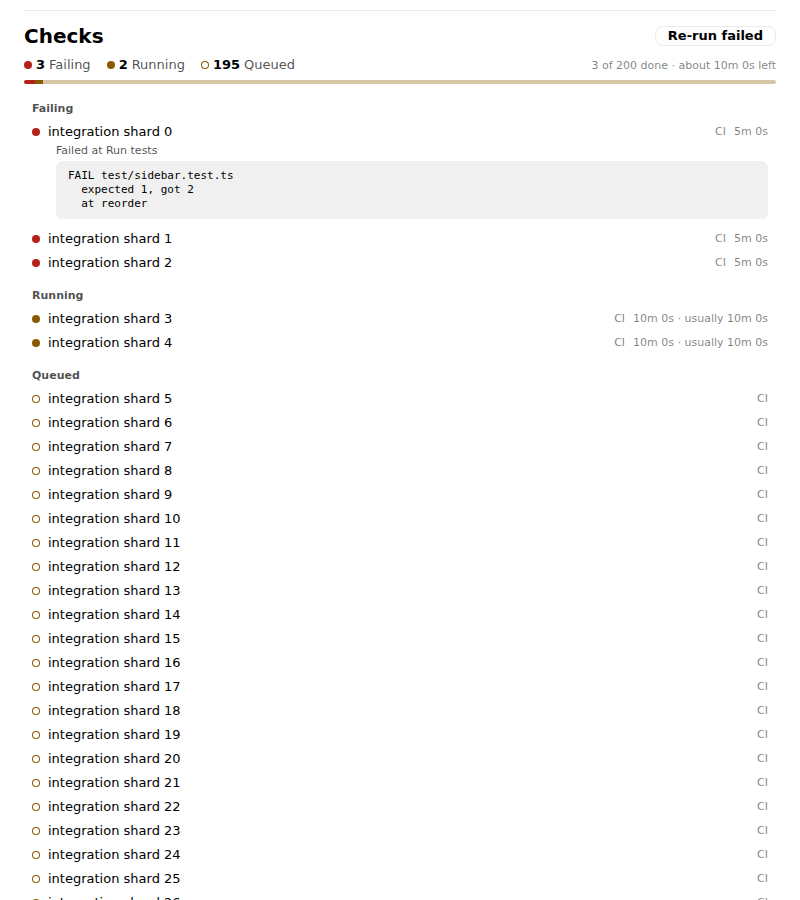 Checks
Re-run failed
3 Failing 2 Running 195 Queued
3 of 200 done · about 10m 0s left
Failing
integration shard 0 CI 5m 0s
Failed at Run tests
FAIL test/sidebar.test.ts
expected 1, got 2
at reorder
integration shard 1 CI 5m 0s
integration shard 2 CI 5m 0s
Running
integration shard 3 CI 10m 0s · usually 10m 0s
integration shard 4 CI 10m 0s · usually 10m 0s
Queued
integration shard 5 CI
integration shard 6 CI
integration shard 7 CI
integration shard 8 CI
integration shard 9 CI
integration shard 10 CI
integration shard 11 CI
integration shard 12 CI
integration shard 13 CI
integration shard 14 CI
integration shard 15 CI
integration shard 16 CI
integration shard 17 CI
integration shard 18 CI
integration shard 19 CI
integration shard 20 CI
integration shard 21 CI
integration shard 22 CI
integration shard 23 CI
integration shard 24 CI
integration shard 25 CI